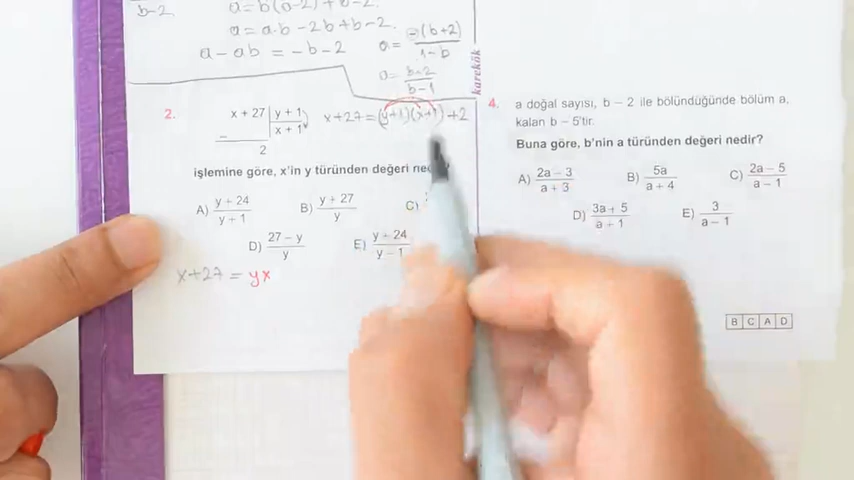 b-2
a = b(a-2) + b-2
a = a.b - 2b + b-2
a - ab = -b-2
a = -(b+2)
1-b
a = b-2
b-1
karekök
2.
x + 27 | y + 1
x + 1
−
2
x+27 = (y+1)(x+1)+2
işlemine göre, x'in y türünden değeri
A) y + 24 / y + 1
B) y + 27 / y
C)
D) 27 − y / y
E) y + 24 / y − 1
x+27 = yx
4.
a doğal sayısı, b − 2 ile bölündüğünde bölüm a,
kalan b − 5'tir.
Buna göre, b'nin a türünden değeri nedir?
A) 2a − 3 / a + 3
B) 5a / a + 4
C) 2a − 5 / a − 1
D) 3a + 5 / a + 1
E) 3 / a − 1
B C A D